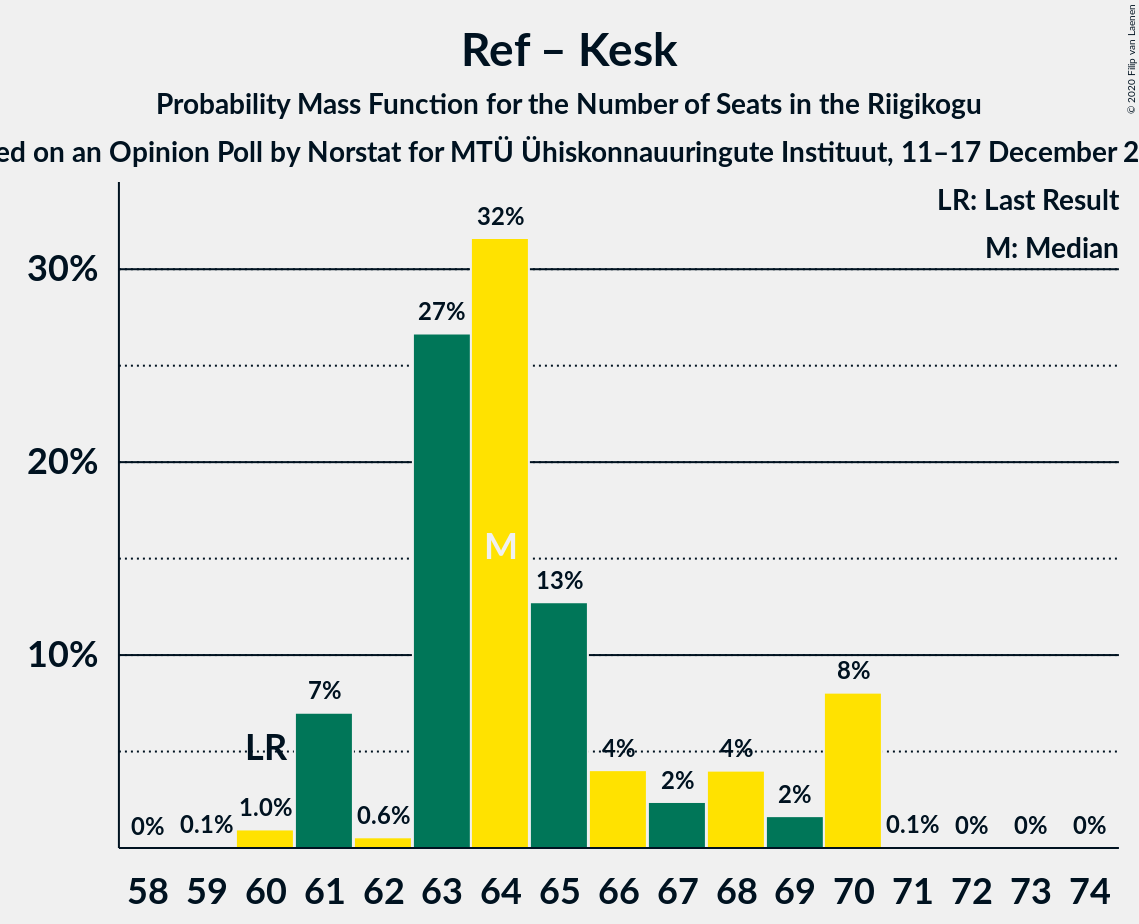 Ref – Kesk
Probability Mass Function for the Number of Seats in the Riigikogu
ed on an Opinion Poll by Norstat for MTÜ Ühiskonnauuringute Instituut, 11–17 December 2
© 2020 Filip van Laenen
LR: Last Result
M: Median
32%
30%
27%
20%
M
13%
10%
8%
7%
LR
4%
4%
2%
2%
1.0%
0.6%
0%
0.1%
0.1%
0%
0%
0%
58 59 60 61 62 63 64 65 66 67 68 69 70 71 72 73 74